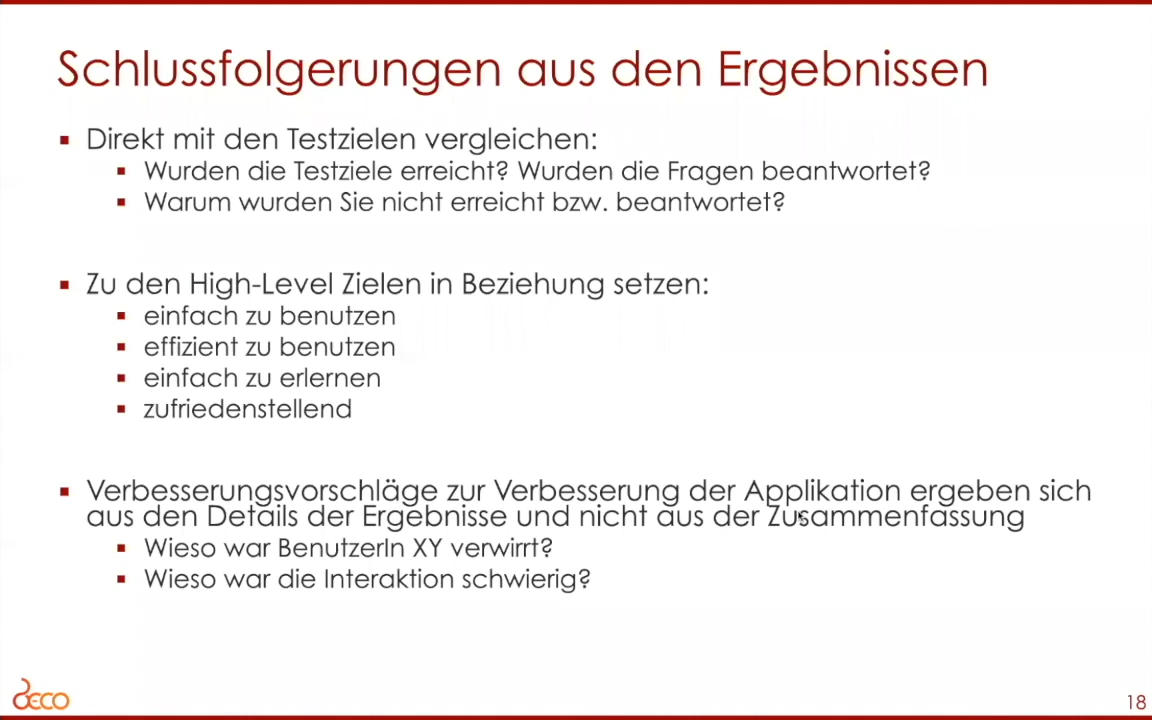 Schlussfolgerungen aus den Ergebnissen
Direkt mit den Testzielen vergleichen:
Wurden die Testziele erreicht? Wurden die Fragen beantwortet?
Warum wurden Sie nicht erreicht bzw. beantwortet?
Zu den High-Level Zielen in Beziehung setzen:
einfach zu benutzen
effizient zu benutzen
einfach zu erlernen
zufriedenstellend
Verbesserungsvorschläge zur Verbesserung der Applikation ergeben sich
aus den Details der Ergebnisse und nicht aus der Zusammenfassung
Wieso war BenutzerIn XY verwirrt?
Wieso war die Interaktion schwierig?
DECO
18